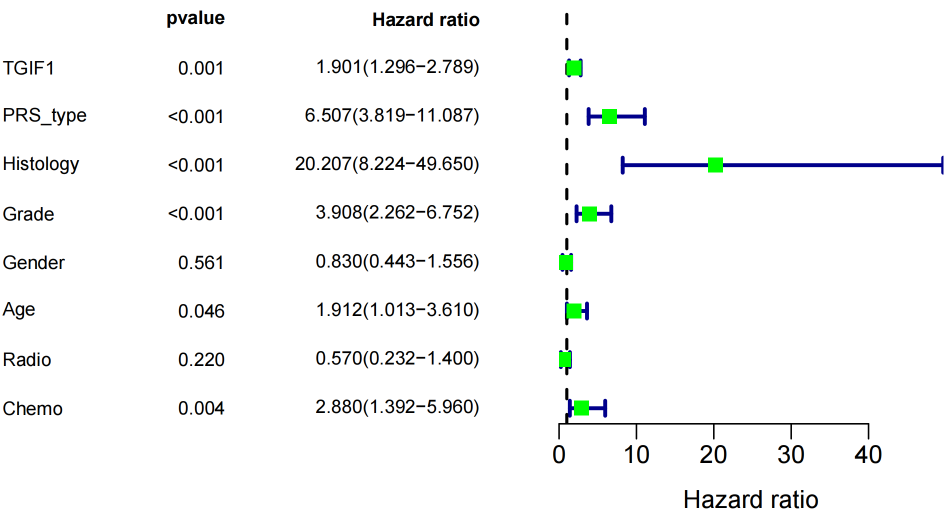 pvalue Hazard ratio
TGIF1 0.001 1.901(1.296−2.789)
PRS_type <0.001 6.507(3.819−11.087)
Histology <0.001 20.207(8.224−49.650)
Grade <0.001 3.908(2.262−6.752)
Gender 0.561 0.830(0.443−1.556)
Age 0.046 1.912(1.013−3.610)
Radio 0.220 0.570(0.232−1.400)
Chemo 0.004 2.880(1.392−5.960)
0 10 20 30 40
Hazard ratio